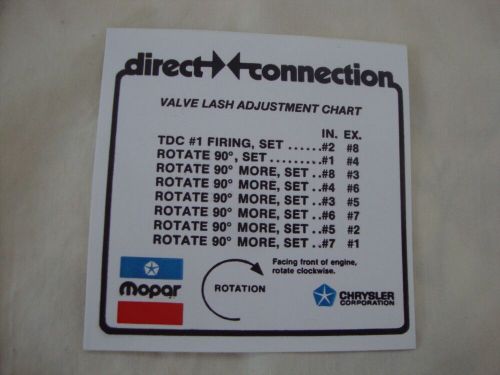 direct connection
VALVE LASH ADJUSTMENT CHART
IN. EX.
TDC #1 FIRING, SET ......#2 #8
ROTATE 90°, SET .........#1 #4
ROTATE 90° MORE, SET ..#8 #3
ROTATE 90° MORE, SET ..#4 #6
ROTATE 90° MORE, SET ..#3 #5
ROTATE 90° MORE, SET ..#6 #7
ROTATE 90° MORE, SET ..#5 #2
ROTATE 90° MORE, SET ..#7 #1
Mopar
ROTATION
Facing front of engine,
rotate clockwise.
CHRYSLER
CORPORATION